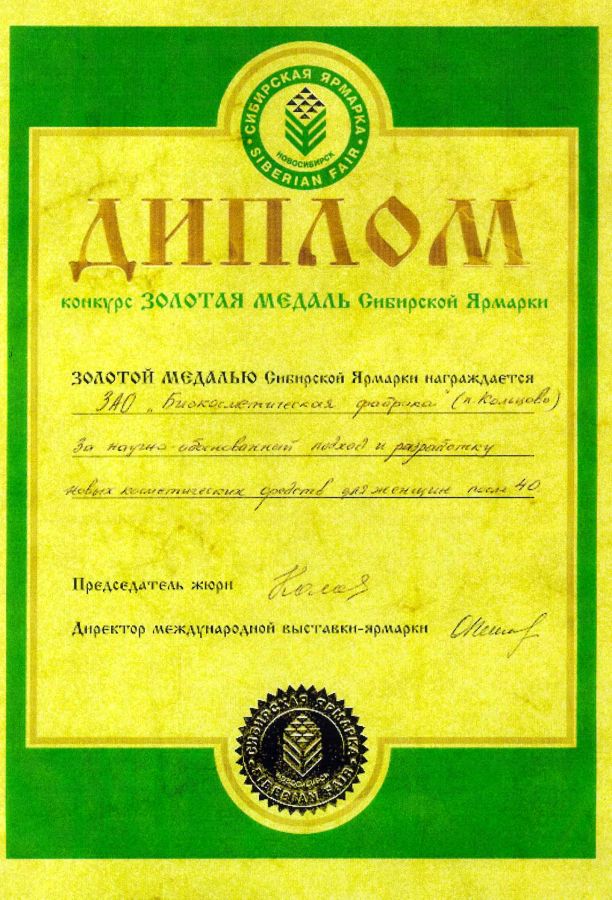 СИБИРСКАЯ ЯРМАРКА
НОВОСИБИРСК
SIBERIAN FAIR
ДИПЛОМ
конкурс ЗОЛОТАЯ МЕДАЛЬ Сибирской Ярмарки
ЗОЛОТОЙ МЕДАЛЬЮ Сибирской Ярмарки награждается
ЗАО „Биокосметическая фабрика" (п. Кольцово)
За научно-обоснованный подход и разработку
новых косметических средств для женщин после 40
Председатель жюри
Директор международной выставки-ярмарки
СИБИРСКАЯ ЯРМАРКА
НОВОСИБИРСК
SIBERIAN FAIR